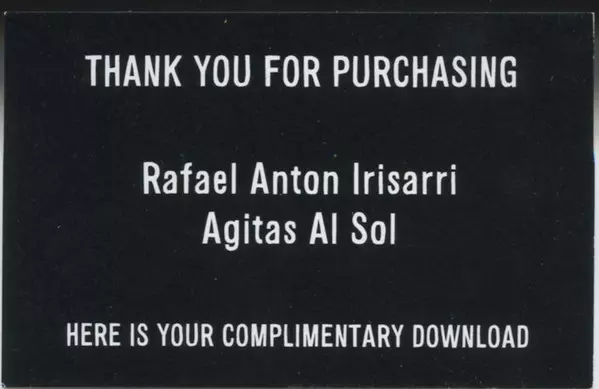 THANK YOU FOR PURCHASING
Rafael Anton Irisarri
Agitas Al Sol
HERE IS YOUR COMPLIMENTARY DOWNLOAD